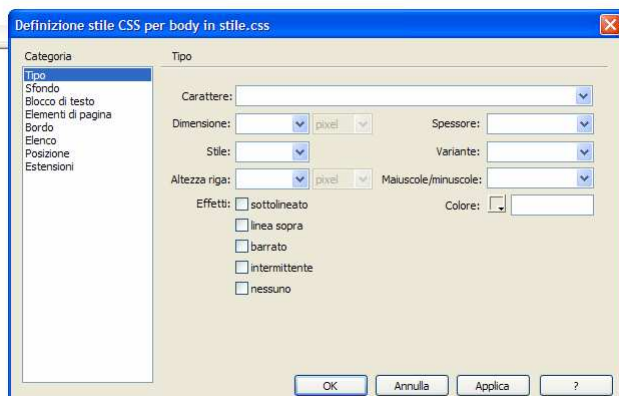 Definizione stile CSS per body in stile.css
Categoria
Tipo
Sfondo
Blocco di testo
Elementi di pagina
Bordo
Elenco
Posizione
Estensioni
Tipo
Carattere:
Dimensione: pixel Spessore:
Stile: Variante:
Altezza riga: pixel Maiuscole/minuscole:
Effetti: sottolineato Colore:
linea sopra
barrato
intermittente
nessuno
OK Annulla Applica ?